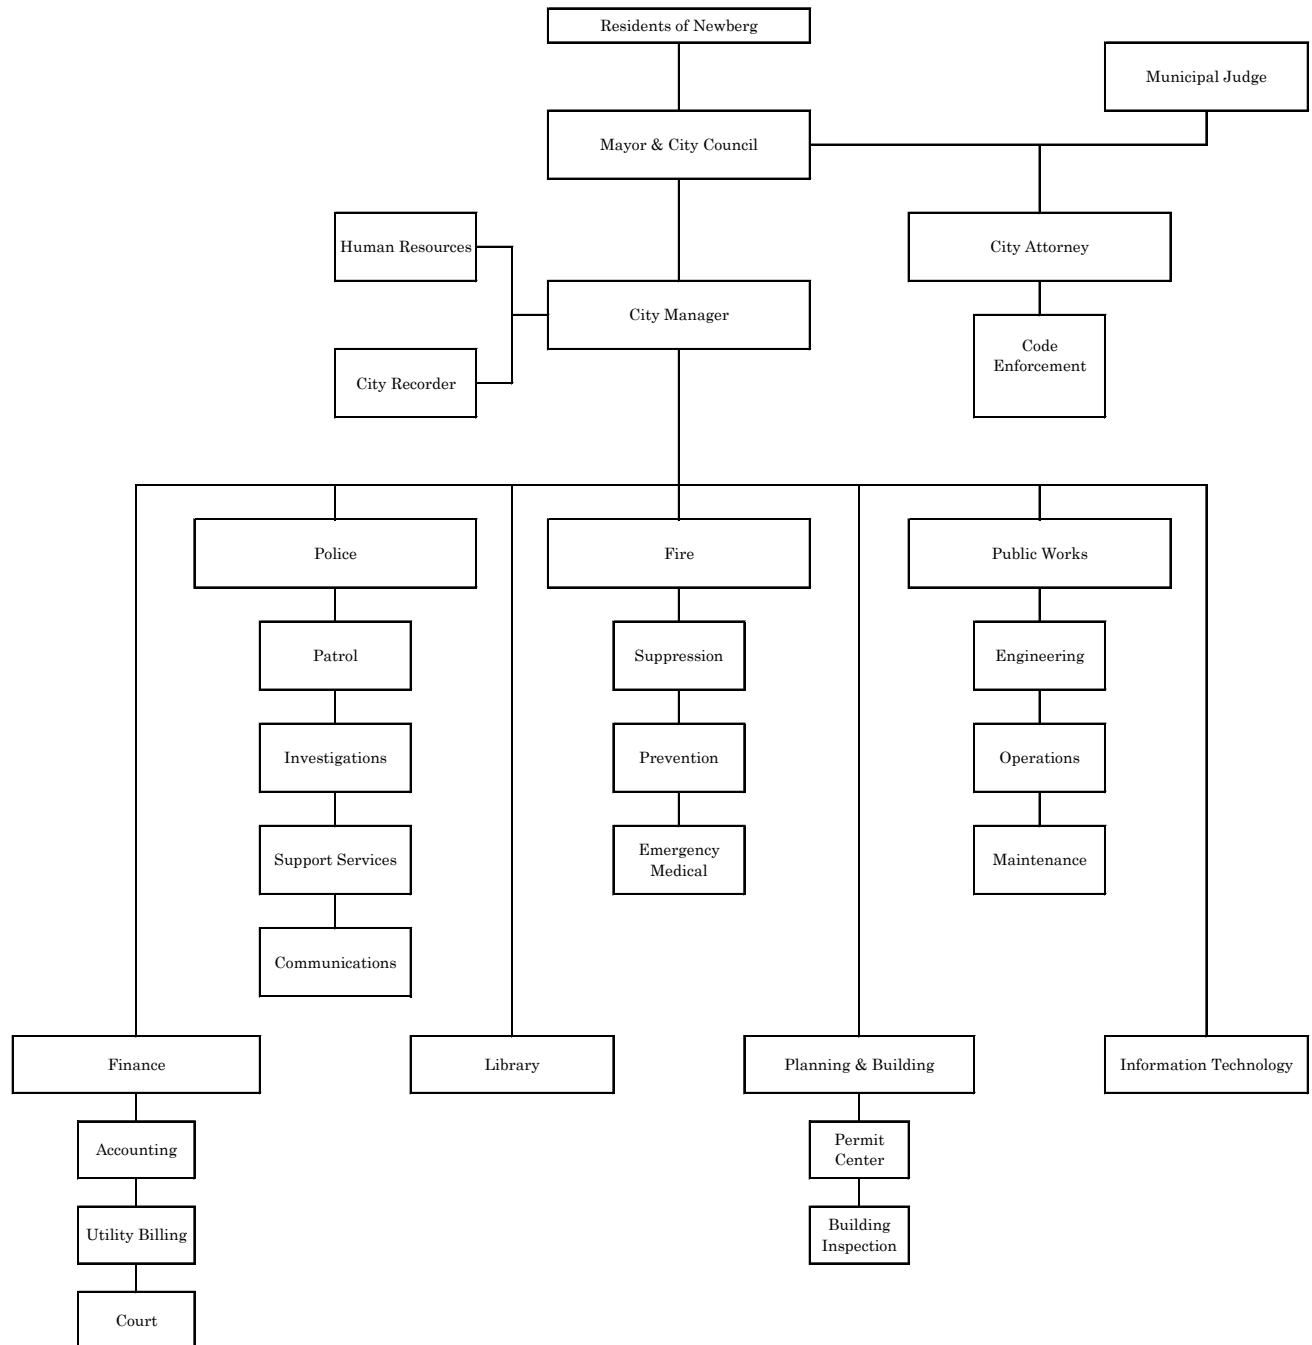 Residents of Newberg
Municipal Judge
Mayor & City Council
Human Resources
City Attorney
City Manager
Code
Enforcement
City Recorder
Police
Fire
Public Works
Patrol
Suppression
Engineering
Investigations
Prevention
Operations
Support Services
Emergency
Medical
Maintenance
Communications
Finance
Library
Planning & Building
Information Technology
Accounting
Permit
Center
Utility Billing
Building
Inspection
Court